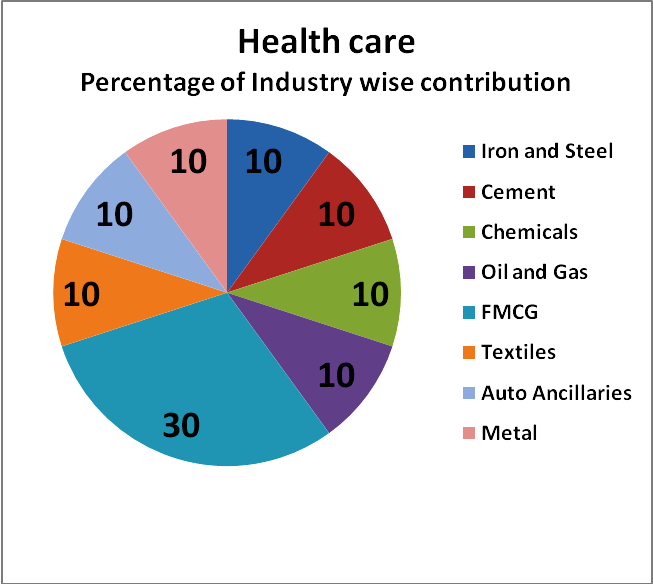 Health care
Percentage of Industry wise contribution
10
10
10
10
30
10
10
10
Iron and Steel
Cement
Chemicals
Oil and Gas
FMCG
Textiles
Auto Ancillaries
Metal